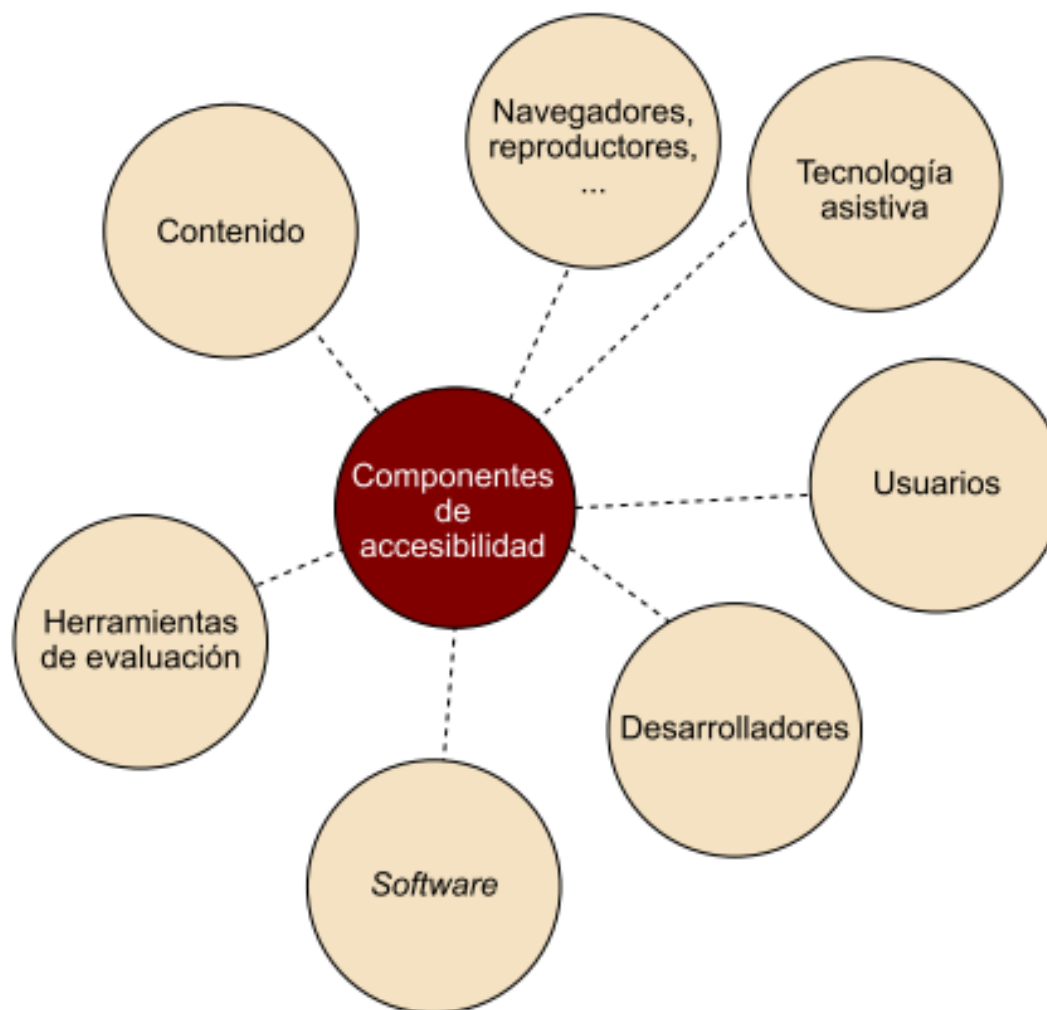 Navegadores,
reproductores,
...
Tecnología
asistiva
Contenido
Componentes
de
accesibilidad
Usuarios
Herramientas
de evaluación
Desarrolladores
Software